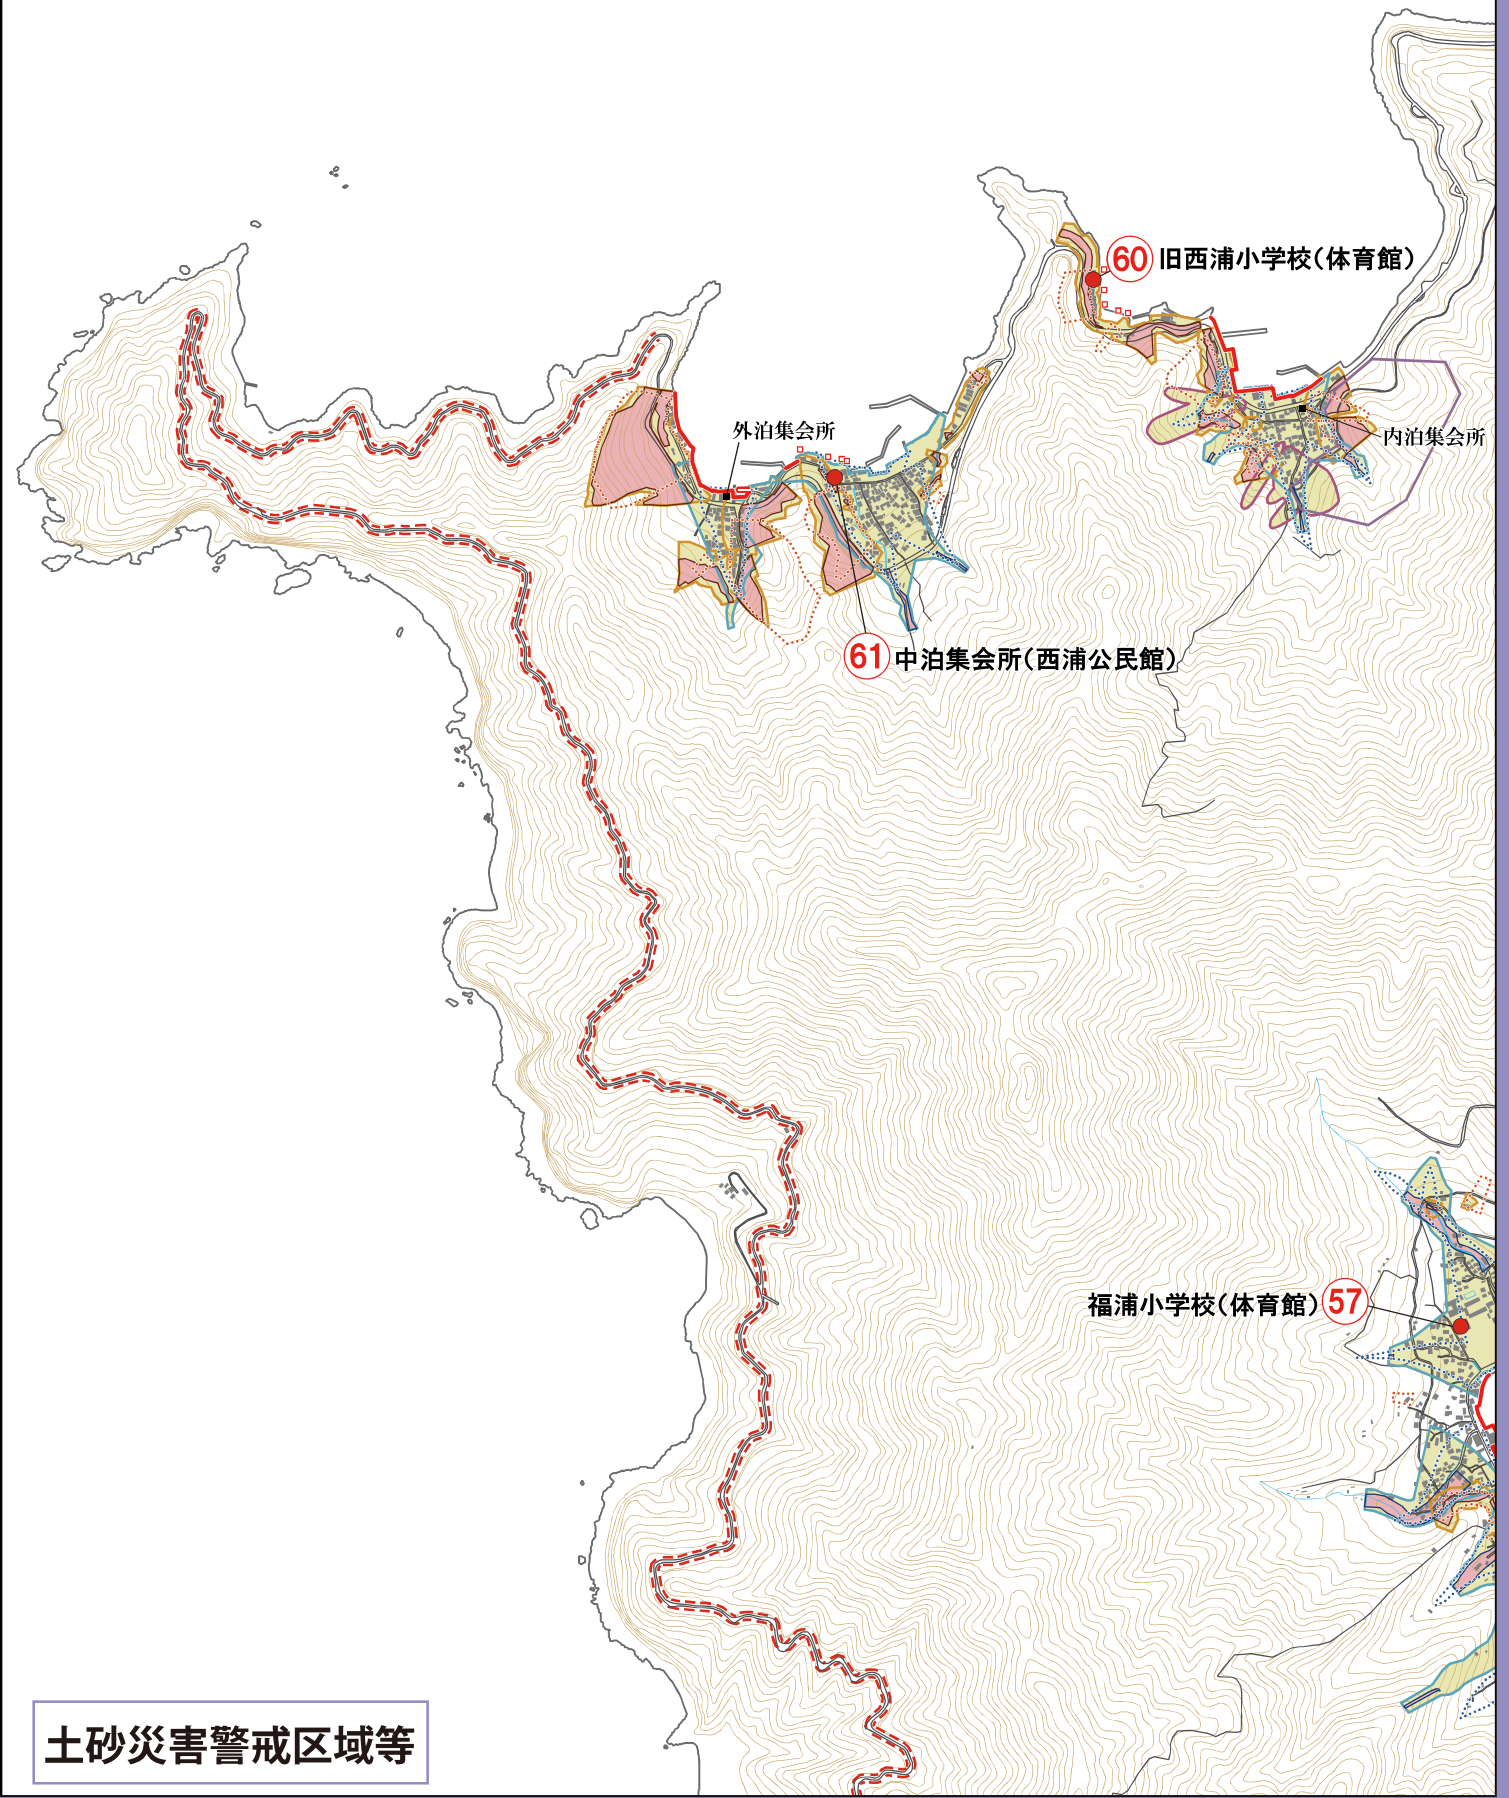 60 旧西浦小学校（体育館）
外泊集会所
内泊集会所
61 中泊集会所（西浦公民館）
福浦小学校（体育館） 57
土砂災害警戒区域等